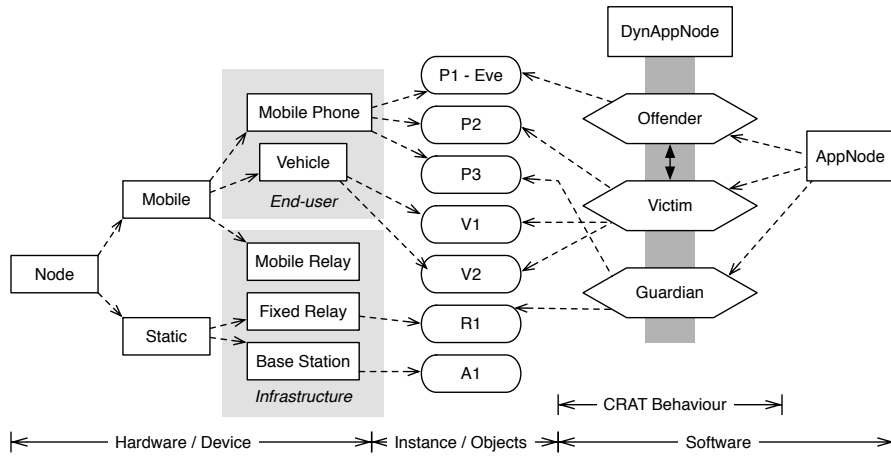 DynAppNode
P1 - Eve
Mobile Phone
P2
Offender
Vehicle
P3
AppNode
Mobile
End-user
V1
Victim
Node
Mobile Relay
V2
Guardian
Static
Fixed Relay
R1
Base Station
A1
Infrastructure
CRAT Behaviour
Hardware / Device
Instance / Objects
Software